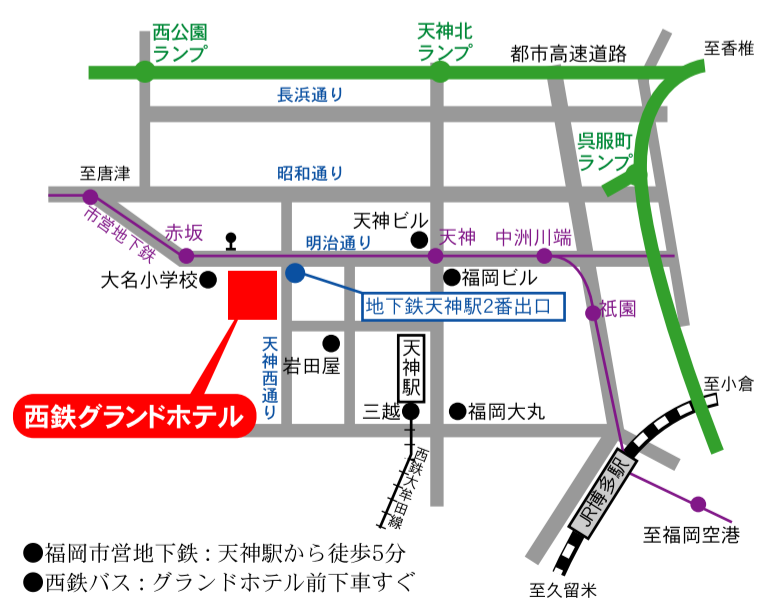 西公園
ランプ
天神北
ランプ
都市高速道路
至香椎
長浜通り
呉服町
ランプ
至唐津
昭和通り
市営地下鉄
赤坂
天神ビル
明治通り
天神
中洲川端
大名小学校
福岡ビル
地下鉄天神駅2番出口
祇園
天神西通り
岩田屋
天神駅
至小倉
西鉄グランドホテル
三越
福岡大丸
西鉄大牟田線
JR博多駅
至福岡空港
●福岡市営地下鉄：天神駅から徒歩5分
●西鉄バス：グランドホテル前下車すぐ
至久留米